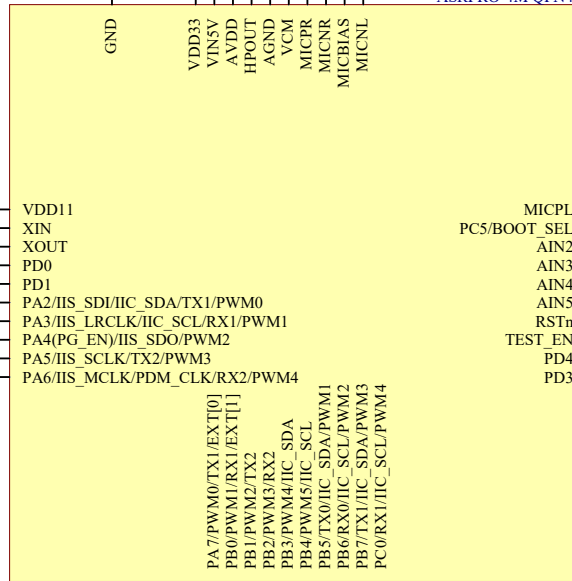 GND
VDD33
VIN5V
AVDD
HPOUT
AGND
VCM
MICPR
MICNR
MICBIAS
MICNL
VDD11
XIN
XOUT
PD0
PD1
PA2/IIS_SDI/IIC_SDA/TX1/PWM0
PA3/IIS_LRCLK/IIC_SCL/RX1/PWM1
PA4(PG_EN)/IIS_SDO/PWM2
PA5/IIS_SCLK/TX2/PWM3
PA6/IIS_MCLK/PDM_CLK/RX2/PWM4
MICPL
PC5/BOOT_SEL
AIN2
AIN3
AIN4
AIN5
RSTn
TEST_EN
PD4
PD3
PA7/PWM0/TX1/EXT[0]
PB0/PWM1/RX1/EXT[1]
PB1/PWM2/TX2
PB2/PWM3/RX2
PB3/PWM4/IIC_SDA
PB4/PWM5/IIC_SCL
PB5/TX0/IIC_SDA/PWM1
PB6/RX0/IIC_SCL/PWM2
PB7/TX1/IIC_SDA/PWM3
PC0/RX1/IIC_SCL/PWM4